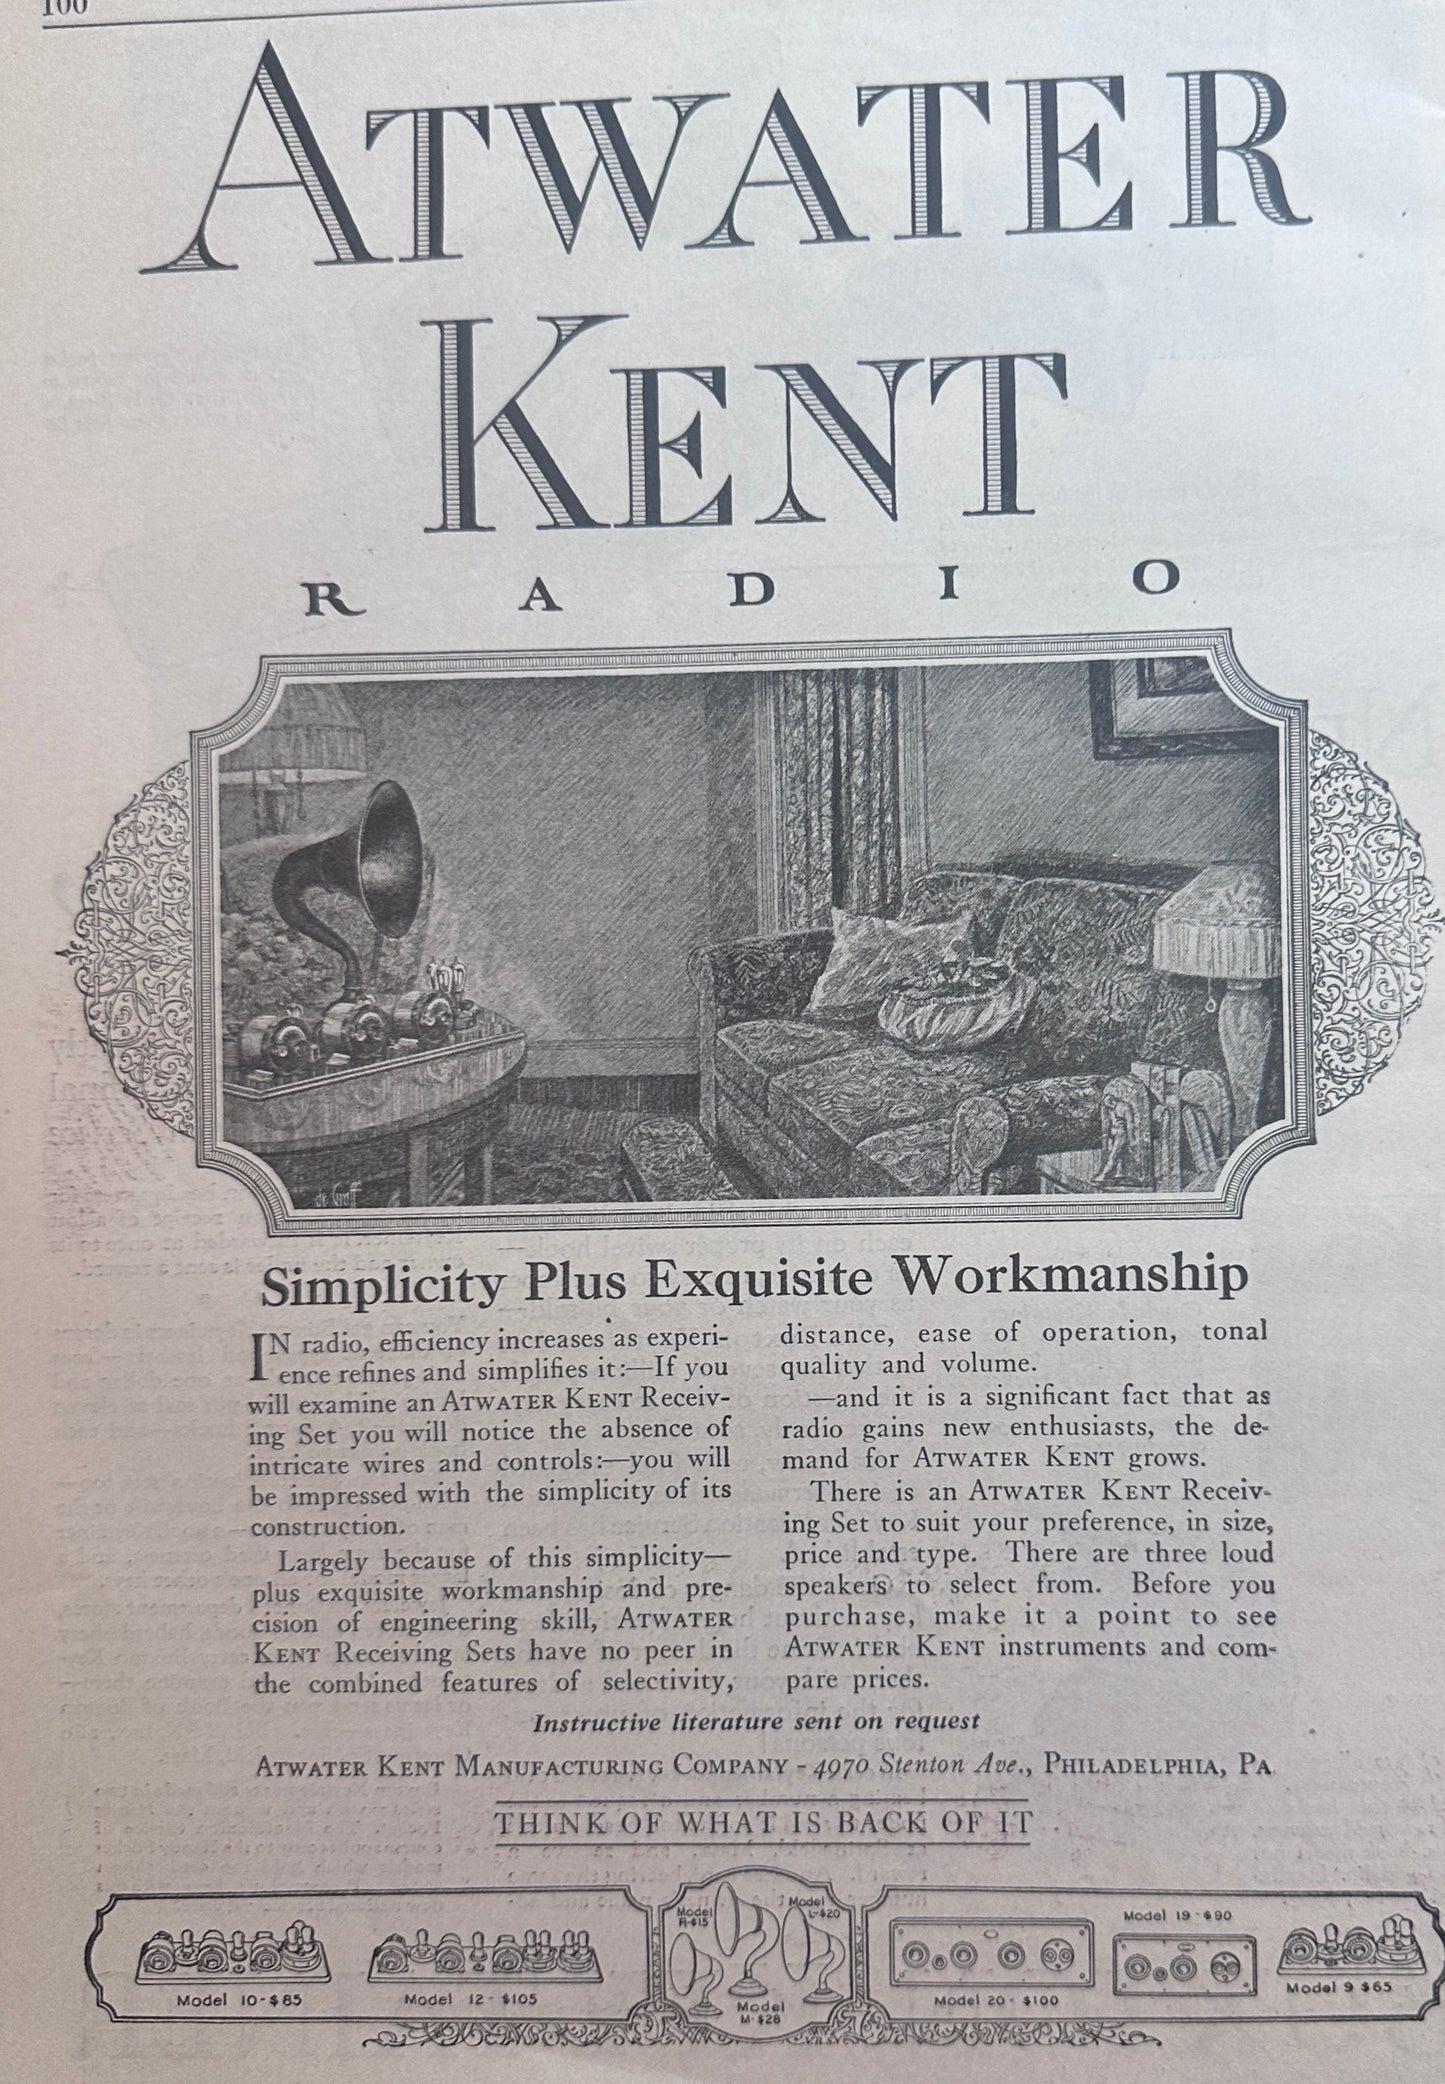 100
ATWATER
KENT
RADIO
de Graff
Simplicity Plus Exquisite Workmanship
IN radio, efficiency increases as experi-
ence refines and simplifies it:—If you
will examine an ATWATER KENT Receiv-
ing Set you will notice the absence of
intricate wires and controls:—you will
be impressed with the simplicity of its
construction.
Largely because of this simplicity—
plus exquisite workmanship and pre-
cision of engineering skill, ATWATER
KENT Receiving Sets have no peer in
the combined features of selectivity,
distance, ease of operation, tonal
quality and volume.
—and it is a significant fact that as
radio gains new enthusiasts, the de-
mand for ATWATER KENT grows.
There is an ATWATER KENT Receiv-
ing Set to suit your preference, in size,
price and type. There are three loud
speakers to select from. Before you
purchase, make it a point to see
ATWATER KENT instruments and com-
pare prices.
Instructive literature sent on request
ATWATER KENT MANUFACTURING COMPANY - 4970 Stenton Ave., PHILADELPHIA, PA
THINK OF WHAT IS BACK OF IT
Model 10-$85
Model 12-$105
Model
R-$15
Model
L-$20
Model
M-$28
Model 20-$100
Model 19-$90
Model 9 $65